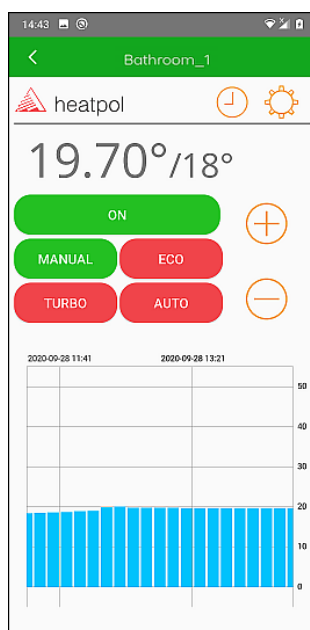 14:43
Bathroom_1
heatpol
19.70°/18°
ON
MANUAL ECO
TURBO AUTO
2020-09-28 11:41 2020-09-28 13:21
50
40
30
20
10
0